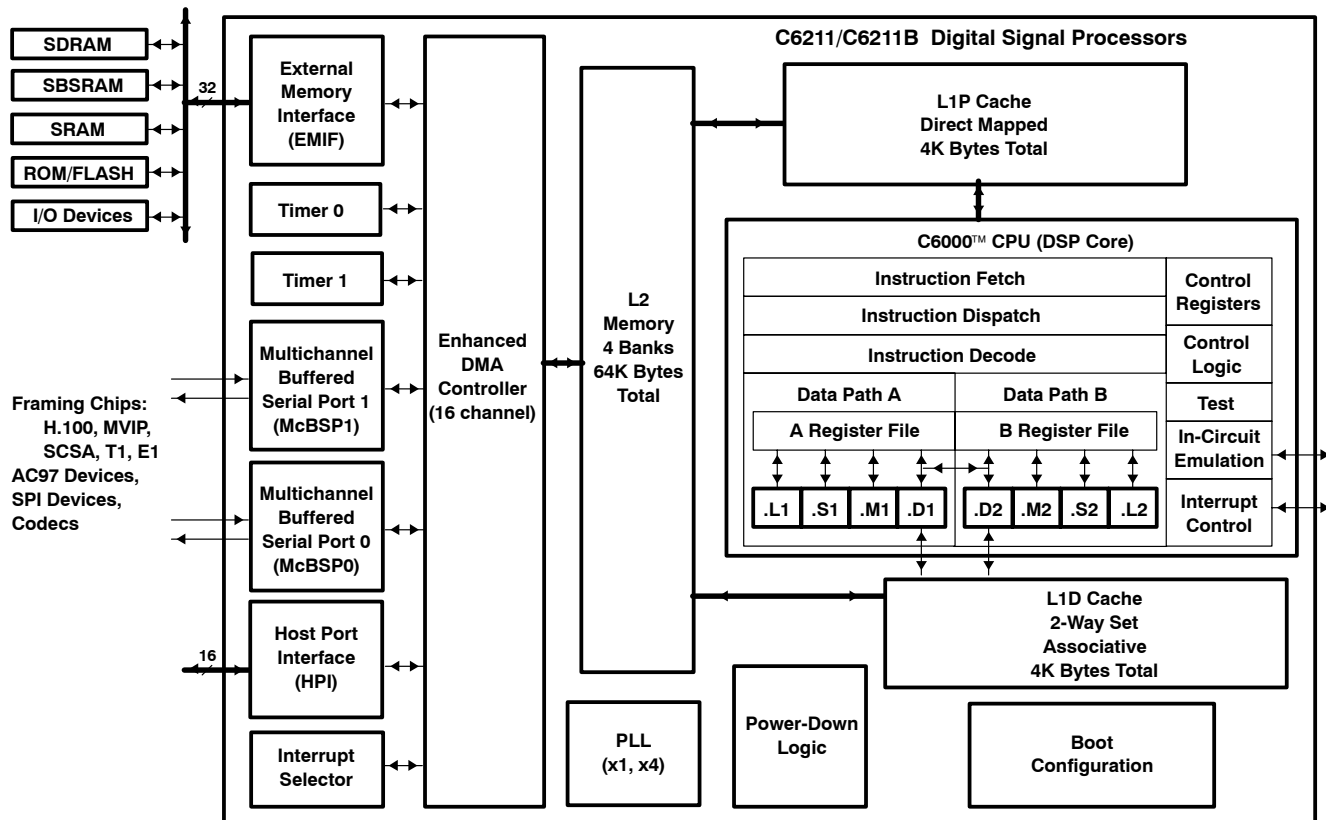 C6211/C6211B Digital Signal Processors
SDRAM
SBSRAM
SRAM
ROM/FLASH
I/O Devices
32
External
Memory
Interface
(EMIF)
Timer 0
Timer 1
Framing Chips:
H.100, MVIP,
SCSA, T1, E1
AC97 Devices,
SPI Devices,
Codecs
Multichannel
Buffered
Serial Port 1
(McBSP1)
Multichannel
Buffered
Serial Port 0
(McBSP0)
16
Host Port
Interface
(HPI)
Interrupt
Selector
Enhanced
DMA
Controller
(16 channel)
L2
Memory
4 Banks
64K Bytes
Total
L1P Cache
Direct Mapped
4K Bytes Total
C6000™ CPU (DSP Core)
Instruction Fetch
Instruction Dispatch
Instruction Decode
Data Path A
Data Path B
A Register File
B Register File
.L1
.S1
.M1
.D1
.D2
.M2
.S2
.L2
Control
Registers
Control
Logic
Test
In-Circuit
Emulation
Interrupt
Control
L1D Cache
2-Way Set
Associative
4K Bytes Total
PLL
(x1, x4)
Power-Down
Logic
Boot
Configuration